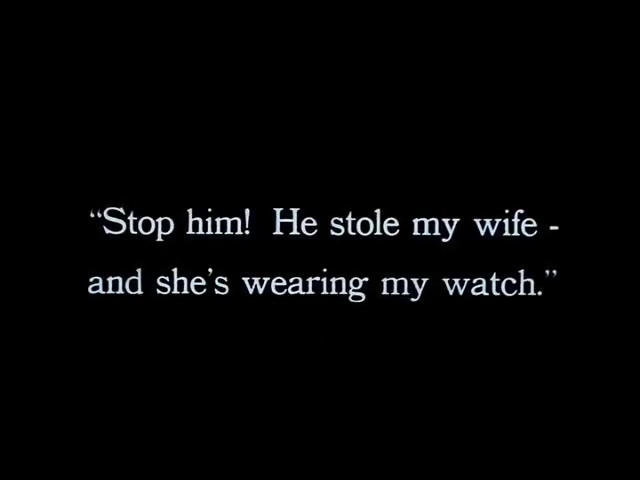 “Stop him!  He stole my wife -
and she’s wearing my watch.”